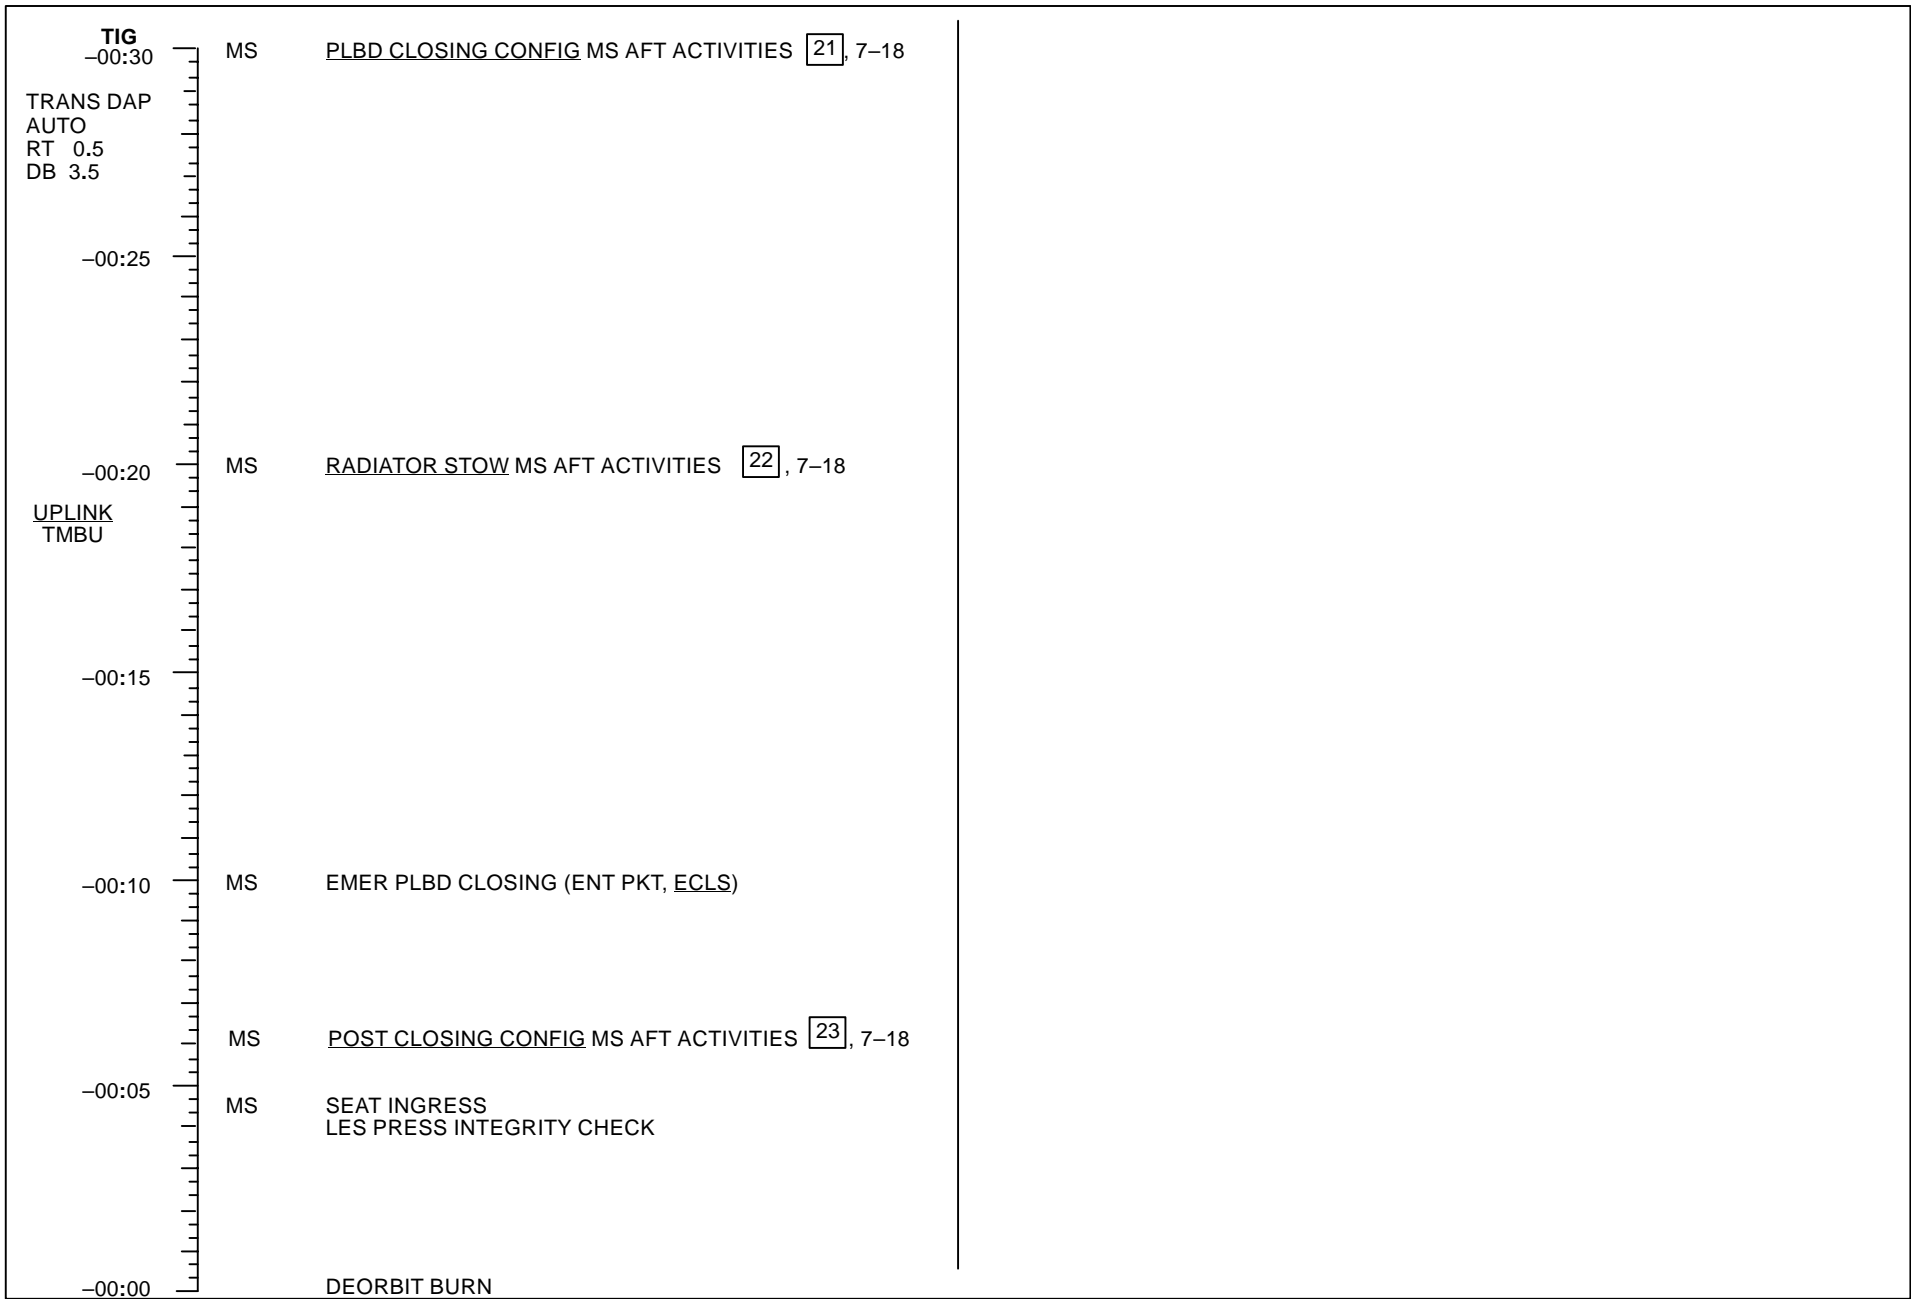 TIG
–00:30
MS PLBD CLOSING CONFIG MS AFT ACTIVITIES 21, 7–18
TRANS DAP
AUTO
RT 0.5
DB 3.5
–00:25
–00:20
MS RADIATOR STOW MS AFT ACTIVITIES 22, 7–18
UPLINK
TMBU
–00:15
–00:10
MS EMER PLBD CLOSING (ENT PKT, ECLS)
MS POST CLOSING CONFIG MS AFT ACTIVITIES 23, 7–18
–00:05
MS SEAT INGRESS
LES PRESS INTEGRITY CHECK
–00:00
DEORBIT BURN